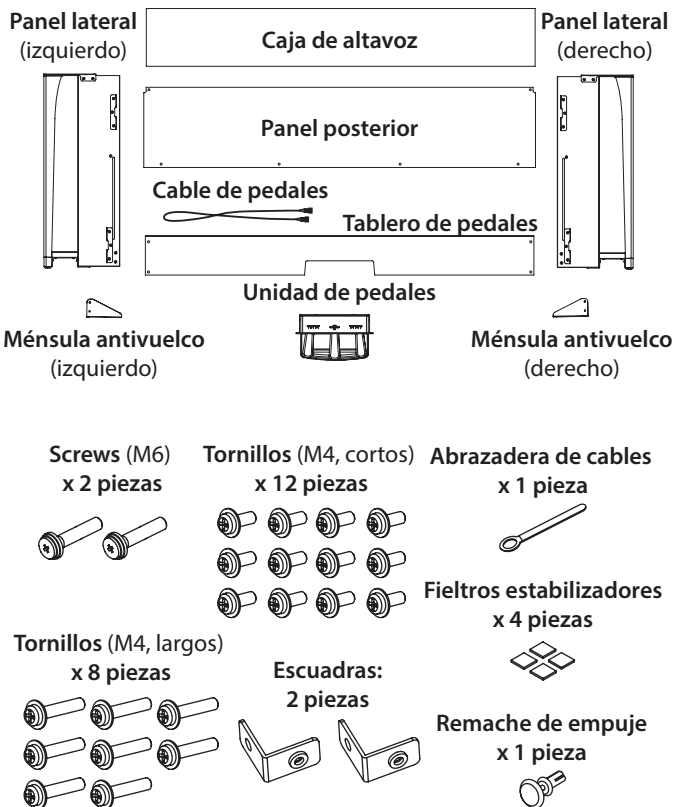 Panel lateral
(izquierdo)
Caja de altavoz
Panel lateral
(derecho)
Panel posterior
Cable de pedales
Tablero de pedales
Unidad de pedales
Ménsula antivuelco
(izquierdo)
Ménsula antivuelco
(derecho)
Screws (M6)
x 2 piezas
Tornillos (M4, cortos)
x 12 piezas
Abrazadera de cables
x 1 pieza
Fieltros estabilizadores
x 4 piezas
Tornillos (M4, largos)
x 8 piezas
Escuadras:
2 piezas
Remache de empuje
x 1 pieza